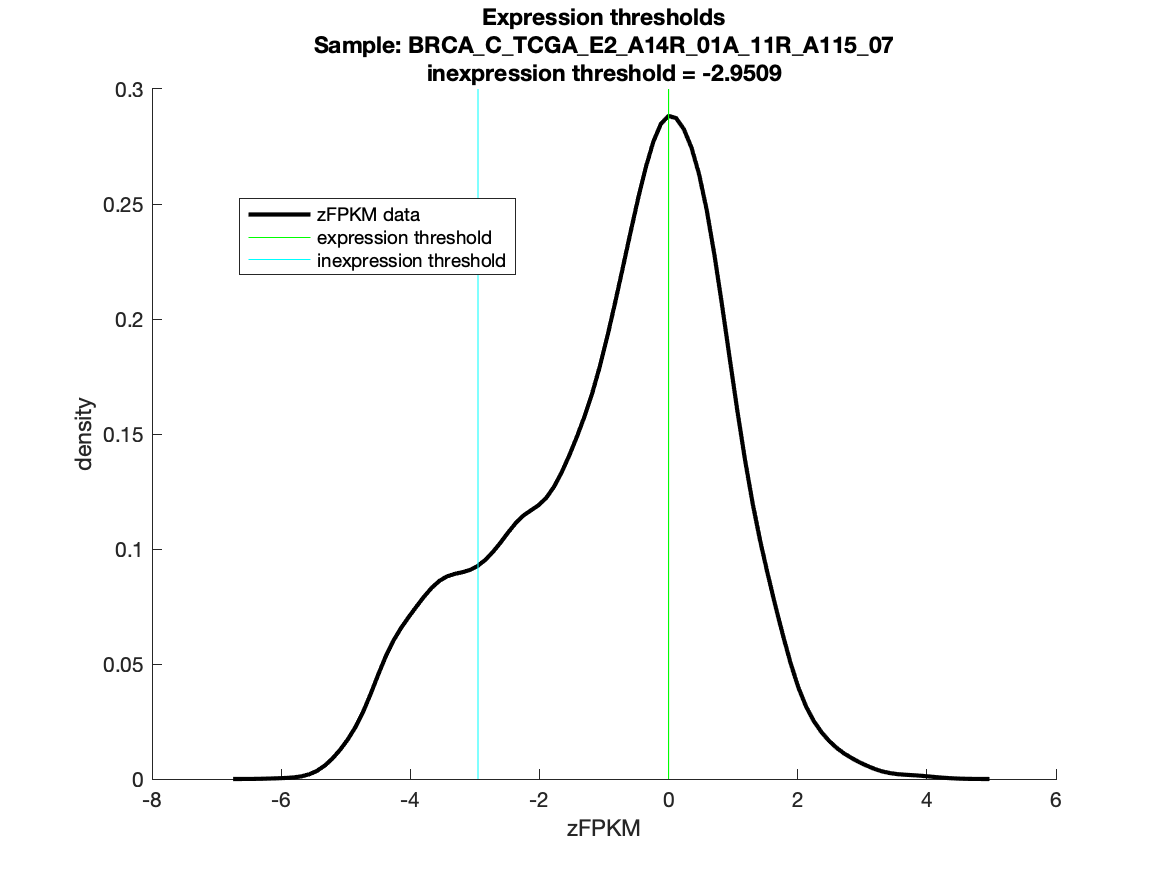 Expression thresholds
Sample: BRCA_C_TCGA_E2_A14R_01A_11R_A115_07
inexpression threshold = -2.9509
0.3
0.25
0.2
0.15
0.1
0.05
0
density
zFPKM data
expression threshold
inexpression threshold
-8 -6 -4 -2 0 2 4 6
zFPKM